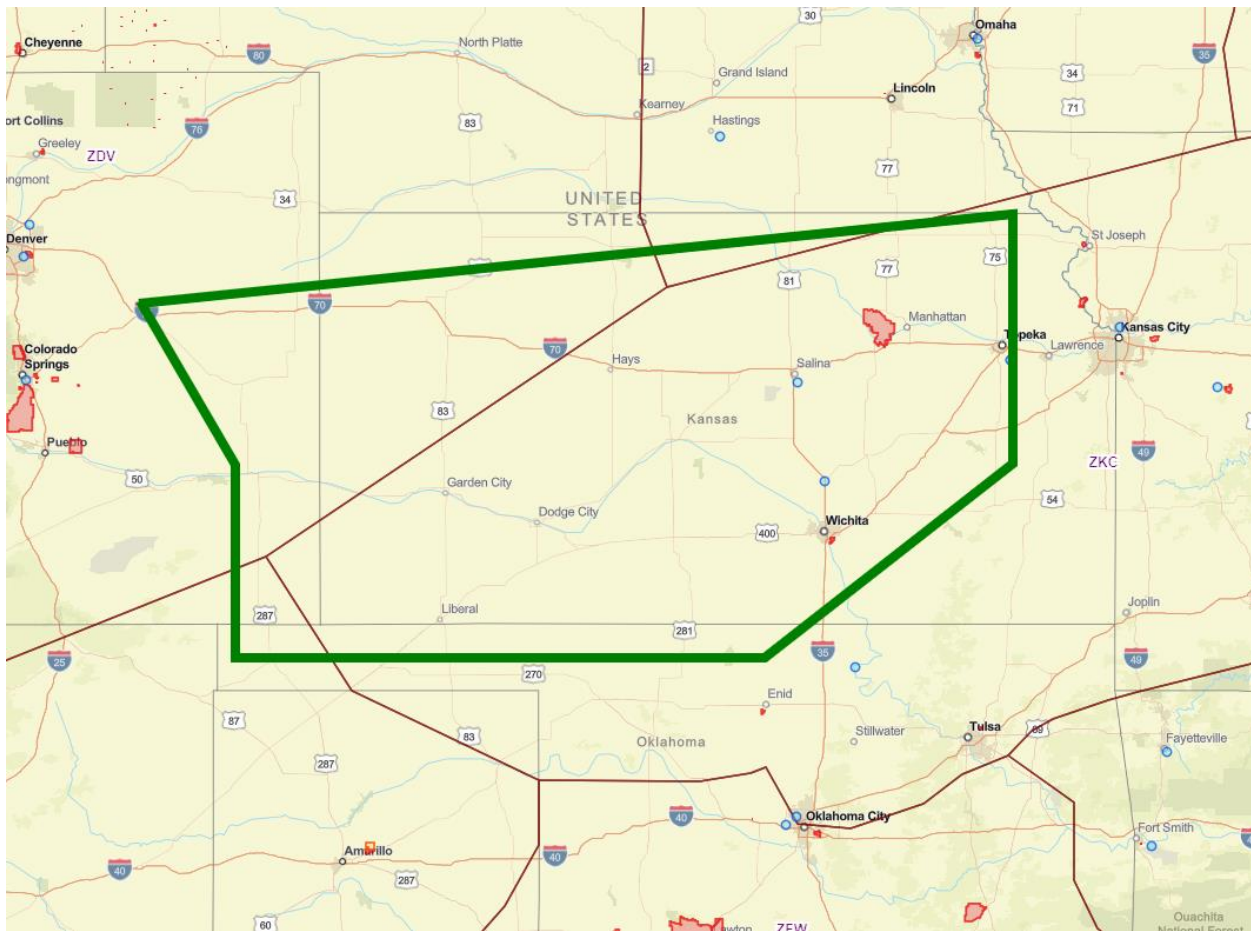 30
Omaha
Cheyenne
North Platte
80
35
2
Grand Island
34
Lincoln
71
Kearney
ort Collins
83
76
Hastings
Greeley
ZDV
77
ongmont
34
UNITED
STATES
Denver
St Joseph
75
77
81
70
Manhattan
Kansas City
Topeka
Lawrence
Colorado
Springs
70
Hays
Salina
83
Kansas
Pueblo
49
ZKC
50
Garden City
54
Dodge City
Wichita
400
Liberal
Joplin
287
281
25
35
49
270
Enid
87
Stillwater
Tulsa
83
Oklahoma
69
Fayetteville
287
40
40
Oklahoma City
Fort Smith
Amarillo
40
40
287
60
Ouachita
National Forest
awton
ZFW